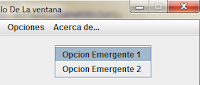 lo De La ventana
Opciones Acerca de...
Opcion Emergente 1
Opcion Emergente 2